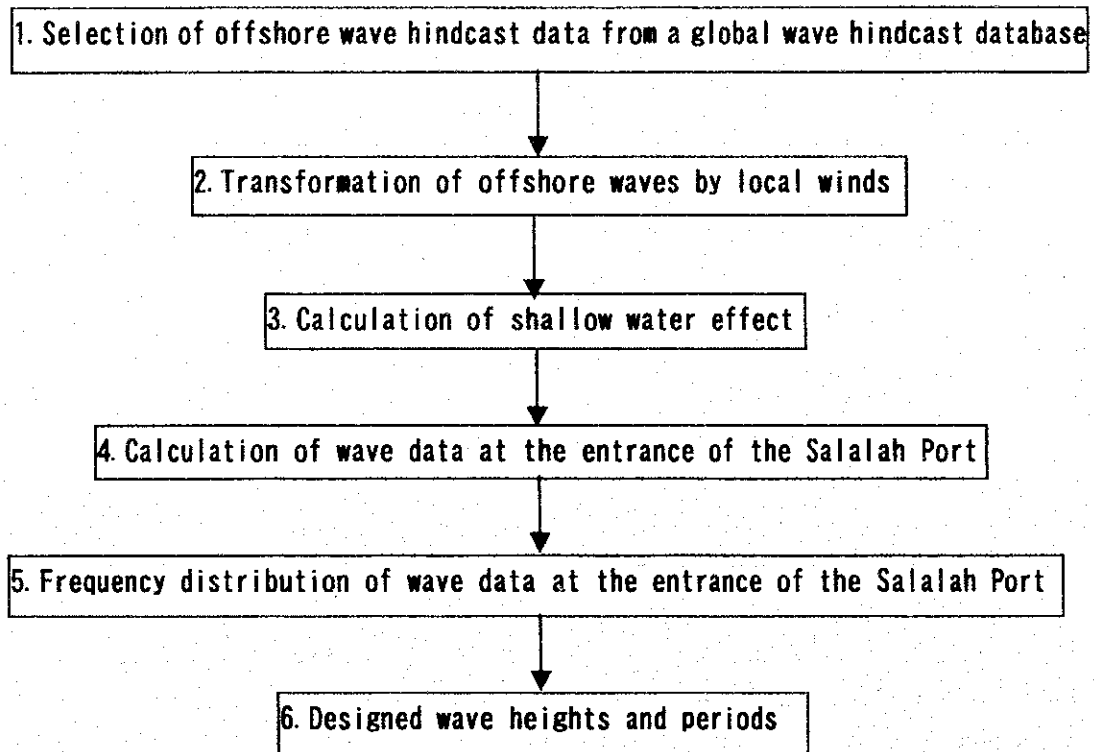 1. Selection of offshore wave hindcast data from a global wave hindcast database
2. Transformation of offshore waves by local winds
3. Calculation of shallow water effect
4. Calculation of wave data at the entrance of the Salalah Port
5. Frequency distribution of wave data at the entrance of the Salalah Port
6. Designed wave heights and periods